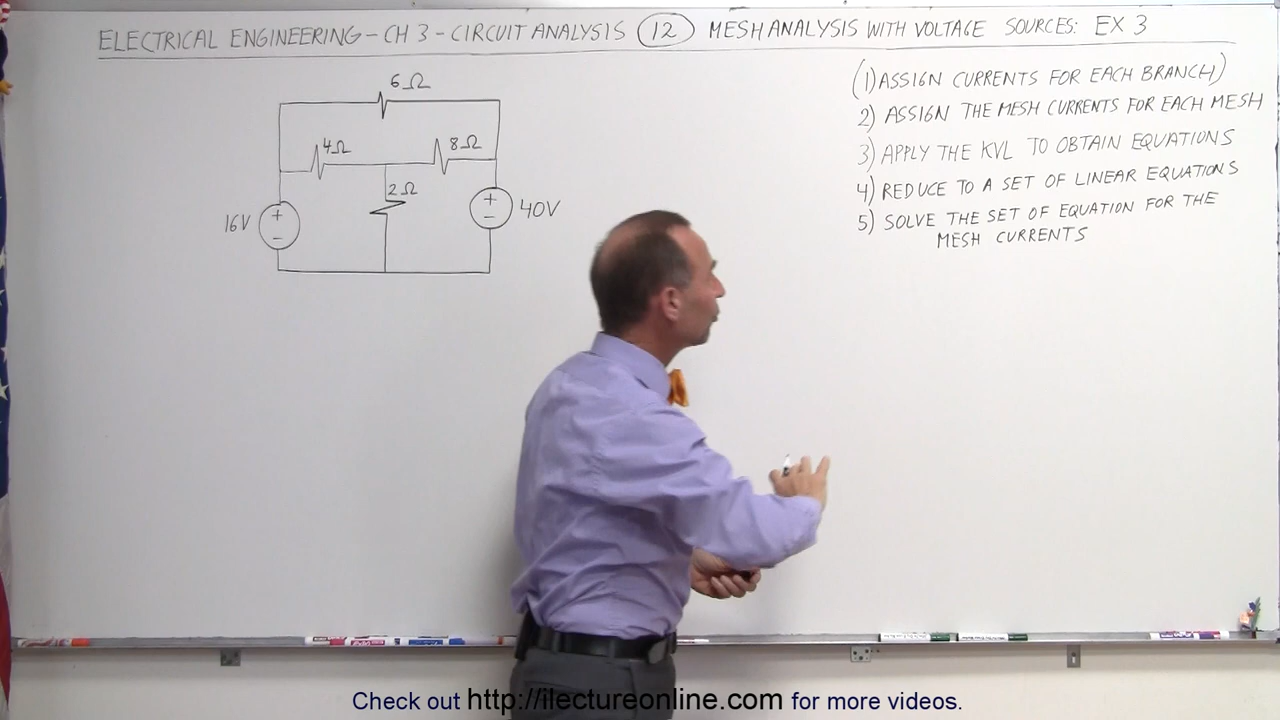 ELECTRICAL ENGINEERING - CH 3 - CIRCUIT ANALYSIS 12 MESH ANALYSIS WITH VOLTAGE SOURCES: EX 3
6Ω
4Ω
8Ω
2Ω
16V
+
-
+
-
40V
(1) ASSIGN CURRENTS FOR EACH BRANCH)
2) ASSIGN THE MESH CURRENTS FOR EACH MESH
3) APPLY THE KVL TO OBTAIN EQUATIONS
4) REDUCE TO A SET OF LINEAR EQUATIONS
5) SOLVE THE SET OF EQUATION FOR THE
MESH CURRENTS
Check out http://ilectureonline.com for more videos.